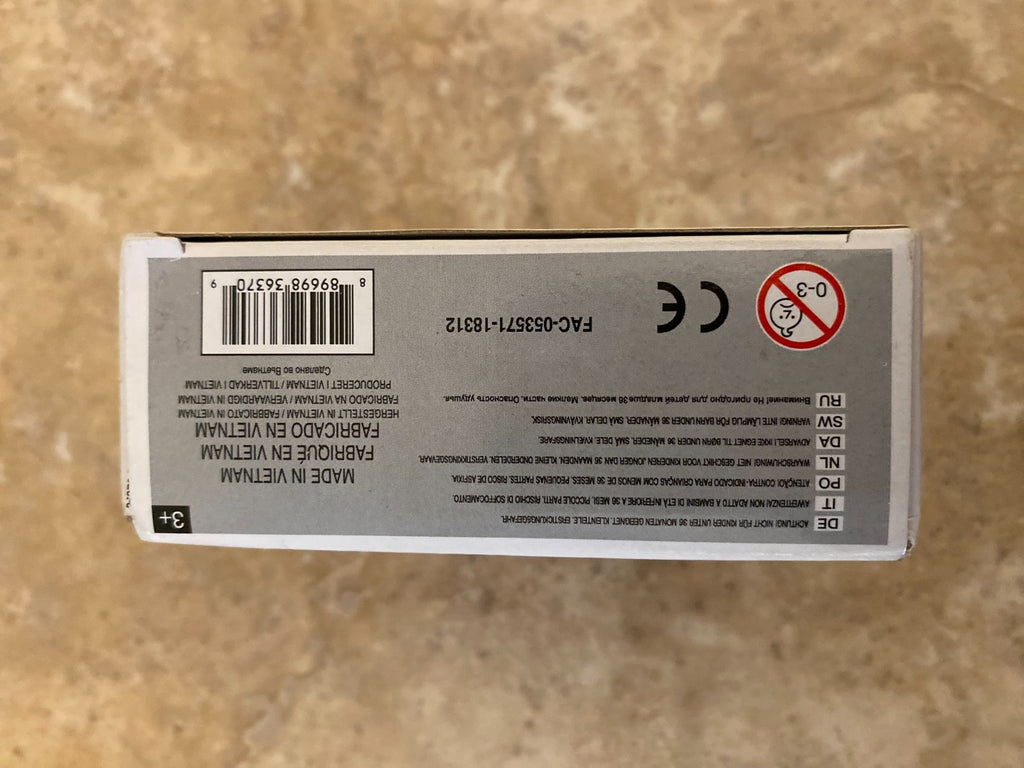 3+
DE ACHTUNG! NICHT FÜR KINDER UNTER 36 MONATEN GEEIGNET. KLEINTEILE. ERSTICKUNGSGEFAHR.
IT AVVERTENZA! NON ADATTO A BAMBINI DI ETÀ INFERIORE A 36 MESI. PICCOLE PARTI. RISCHIO DI SOFFOCAMENTO.
PO ATENÇÃO! CONTRA-INDICADO PARA CRIANÇAS COM MENOS DE 36 MESES. PEQUENAS PARTES. RISCO DE ASFIXIA.
NL WAARSCHUWING! NIET GESCHIKT VOOR KINDEREN JONGER DAN 36 MAANDEN. KLEINE ONDERDELEN. VERSTIKKINGSGEVAAR.
DA ADVARSEL! IKKE EGNET TIL BØRN UNDER 36 MÅNEDER. SMÅ DELE. KVÆLNINGSFARE.
SW VARNING! INTE LÄMPLIG FÖR BARN UNDER 36 MÅNADER. SMÅ DELAR. KVÄVNINGSRISK.
RU Внимание! Не пригодно для детей младше 36 месяцев. Мелкие части. Опасность удушья.
MADE IN VIETNAM
FABRIQUÉ EN VIETNAM
FABRICADO EN VIETNAM
HERGESTELLT IN VIETNAM / FABBRICATO IN VIETNAM
FABRICADO NA VIETNAM / VERVAARDIGD IN VIETNAM
PRODUCERET I VIETNAM / TILLVERKAD I VIETNAM
Сделано во Вьетнаме
0-3
CE
FAC-053571-18312
8 89698 36370 9